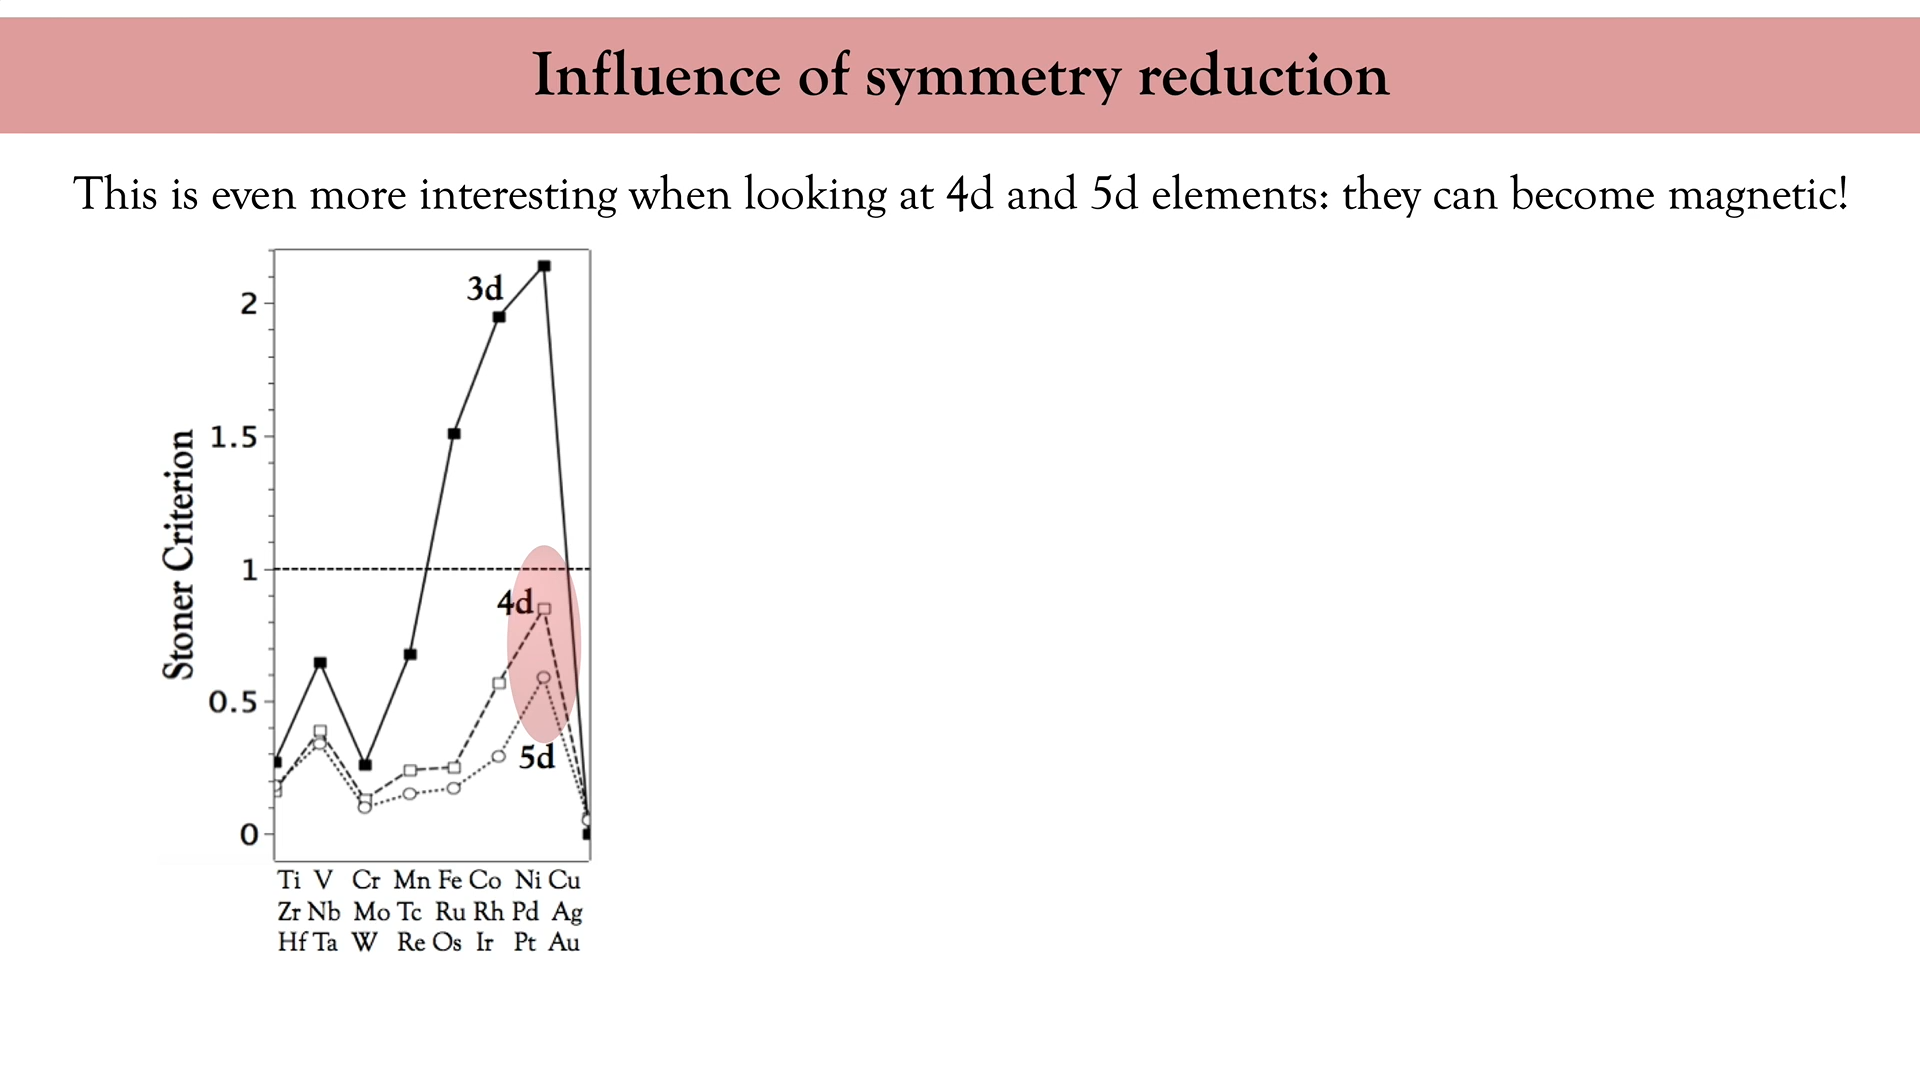 Influence of symmetry reduction
This is even more interesting when looking at 4d and 5d elements: they can become magnetic!
3d
2
1.5
Stoner Criterion
1
4d
0.5
5d
0
Ti V Cr Mn Fe Co Ni Cu
Zr Nb Mo Tc Ru Rh Pd Ag
Hf Ta W Re Os Ir Pt Au